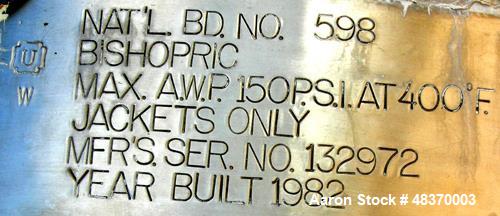 NAT'L. BD. NO. 598
BISHOPRIC
[U]
W
MAX. A.W.P. 150 P.S.I. AT 400°F.
JACKETS ONLY
MFR'S. SER. NO. 132972
YEAR BUILT 1982
Aaron Stock # 48370003